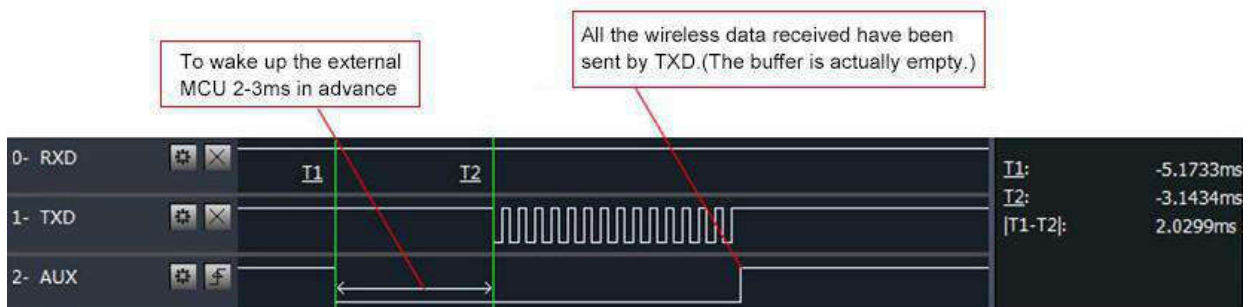 To wake up the external
MCU 2-3ms in advance
All the wireless data received have been
sent by TXD.(The buffer is actually empty.)
0- RXD
T1
T2
1- TXD
2- AUX
T1: -5.1733ms
T2: -3.1434ms
|T1-T2|: 2.0299ms